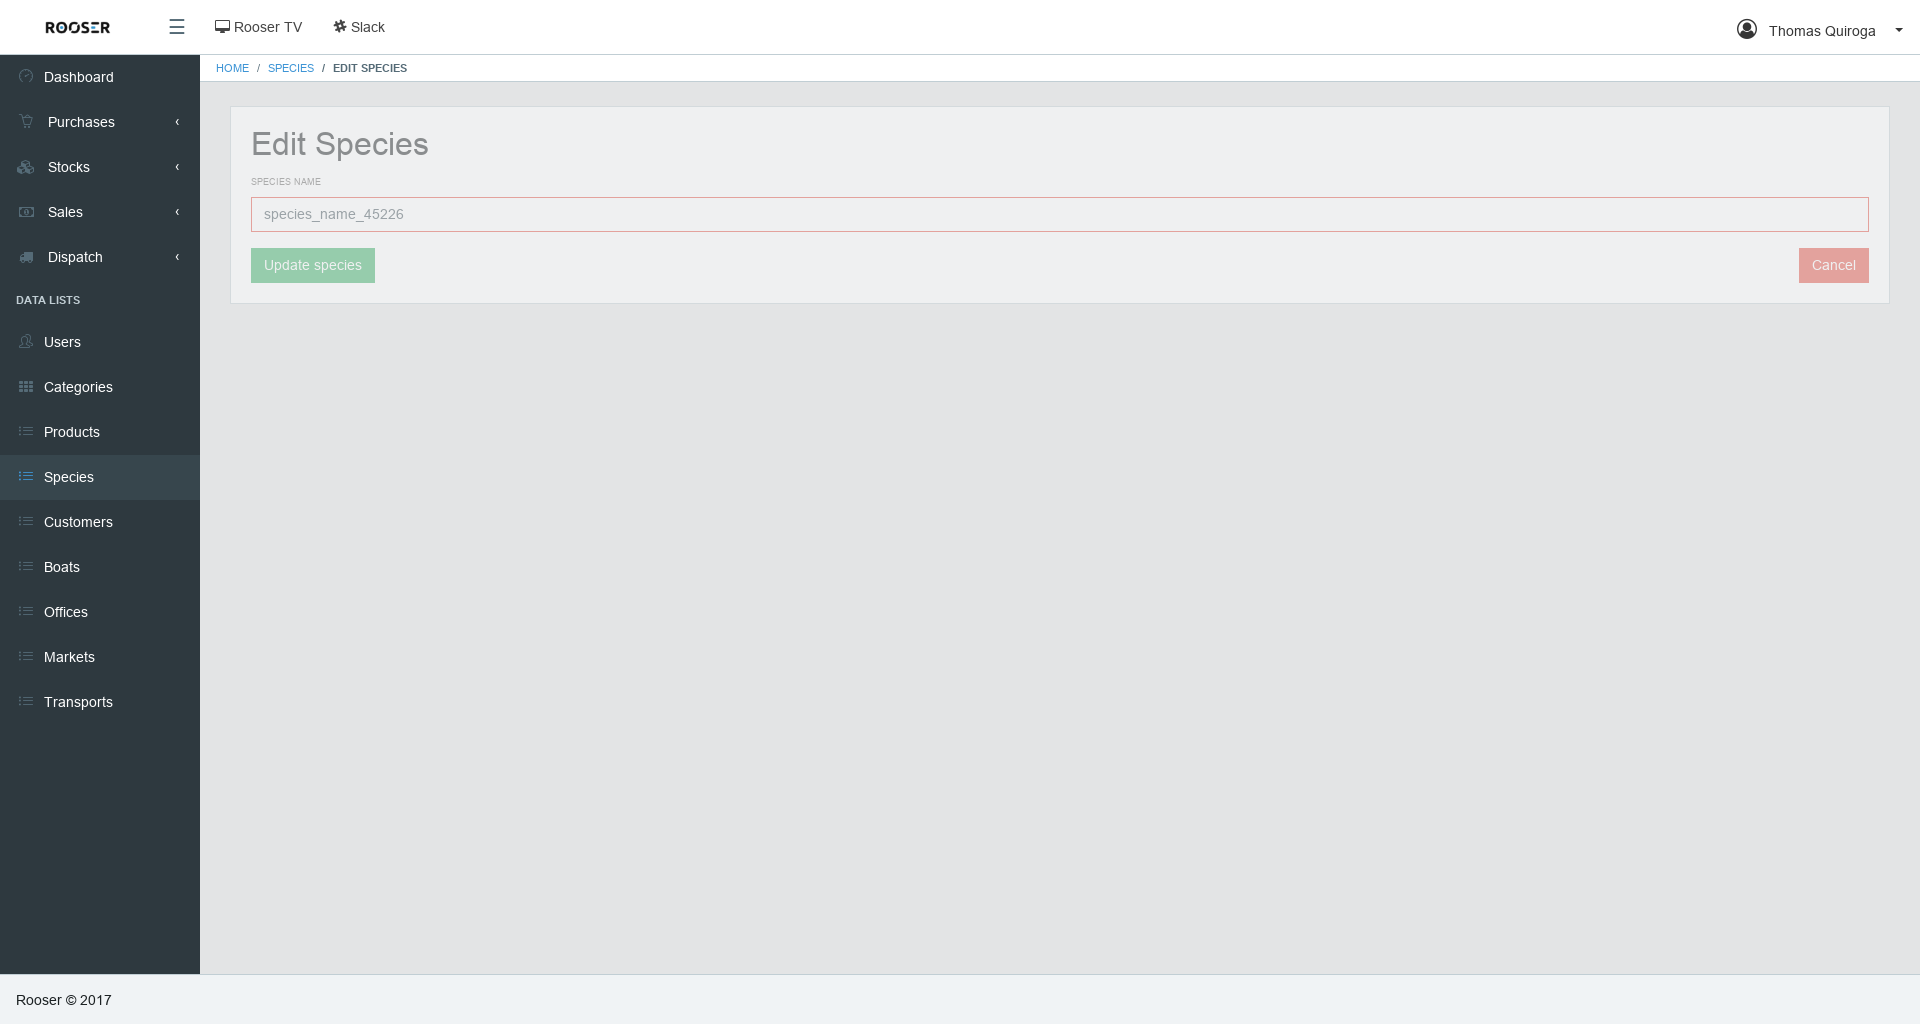 ROOSER
☰
Rooser TV
Slack
Thomas Quiroga
HOME / SPECIES / EDIT SPECIES
Dashboard
Purchases
Stocks
Sales
Dispatch
DATA LISTS
Users
Categories
Products
Species
Customers
Boats
Offices
Markets
Transports
Edit Species
SPECIES NAME
species_name_45226
Update species
Cancel
Rooser © 2017